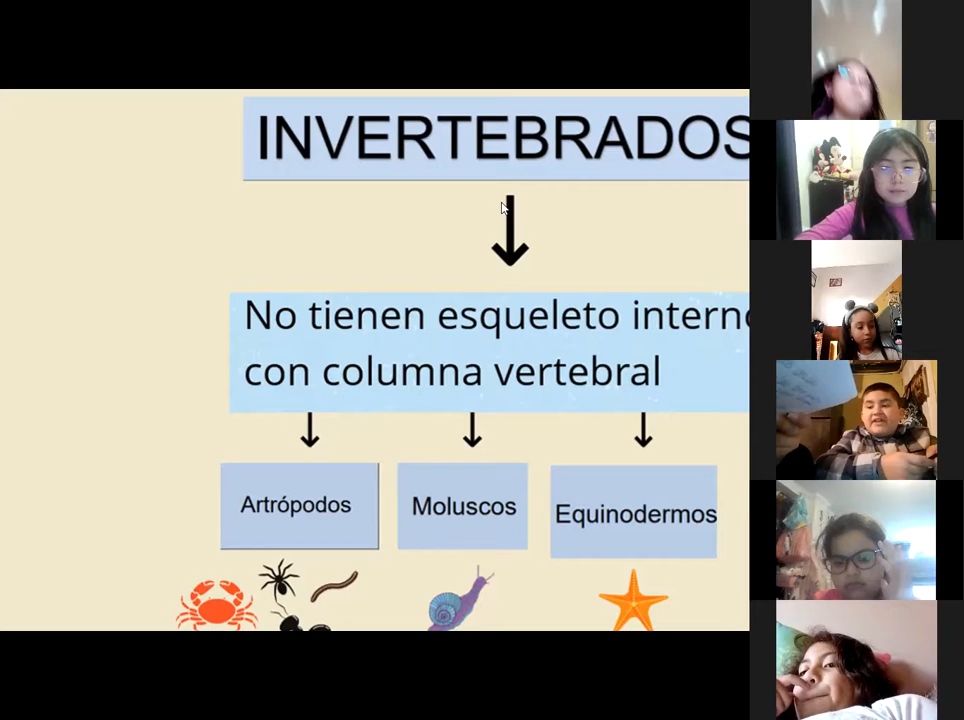 INVERTEBRADOS
No tienen esqueleto interno
con columna vertebral
Artrópodos
Moluscos
Equinodermos